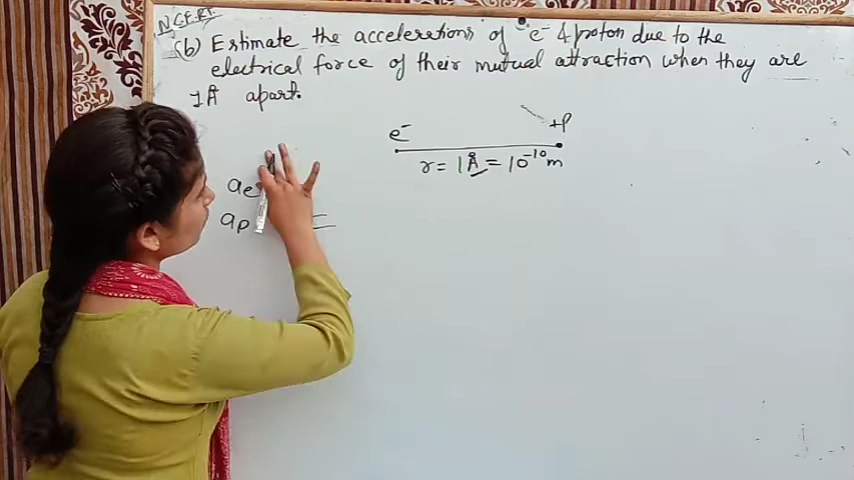 NCERT.
(b) Estimate the accelerations of e⁻ & proton due to the
electrical force of their mutual attraction when they are
1Å apart.
e⁻ +P
r = 1Å = 10⁻¹⁰m
ae
ap =